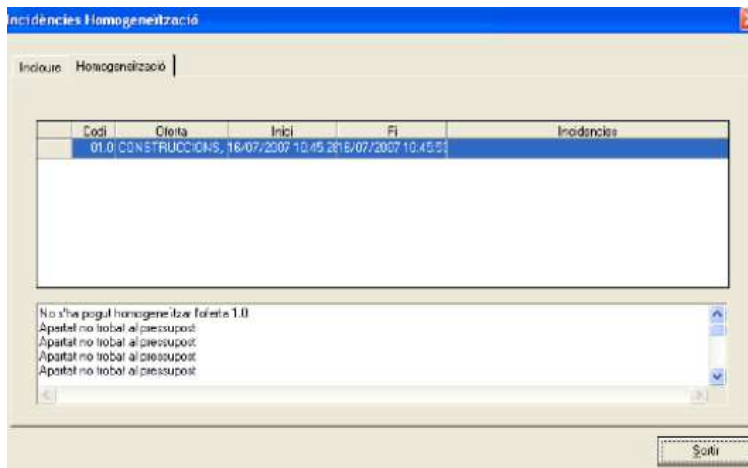 Incidències Homogeneïtzació
Incloure Homogeneïtzació
Codi Oferta Inici Fi Incidencies
01.0 CONSTRUCCIONS, 16/07/2007 10:45:28 16/07/2007 10:45:5
No s'ha pogut homogeneïtzar l'oferta 1.0
Apartat no trobat al pressupost
Apartat no trobat al pressupost
Apartat no trobat al pressupost
Apartat no trobat al pressupost
Sortir